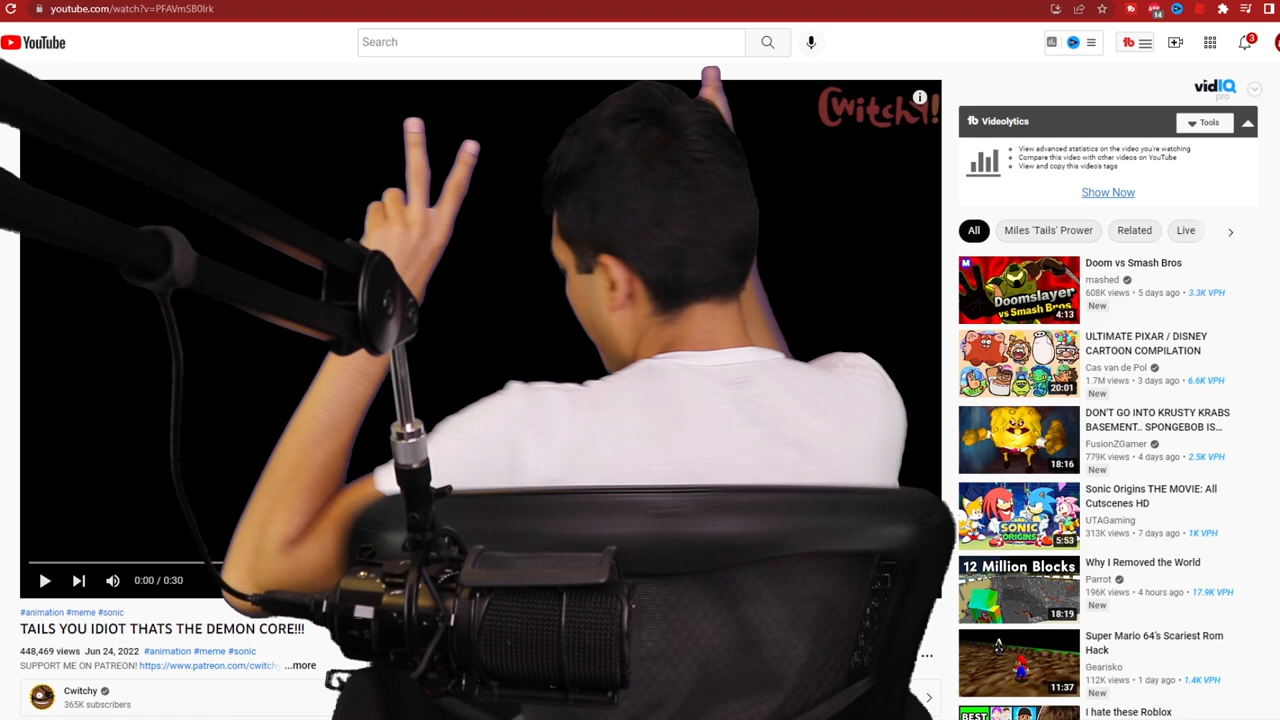 youtube.com/watch?v=PFAVmSB0lrk
14
YouTube
Search
tb
3
Cwitchy!
vidIQ
pro
tb Videolytics
Tools
View advanced statistics on the video you're watching
Compare this video with other videos on YouTube
View and copy this video's tags
Show Now
All
Miles 'Tails' Prower
Related
Live
M
Doomslayer
vs Smash Bros
4:13
Doom vs Smash Bros
mashed
608K views • 5 days ago • 3.3K VPH
New
20:01
ULTIMATE PIXAR / DISNEY
CARTOON COMPILATION
Cas van de Pol
1.7M views • 3 days ago • 6.6K VPH
New
18:16
DON'T GO INTO KRUSTY KRABS
BASEMENT.. SPONGEBOB IS...
FusionZGamer
779K views • 4 days ago • 2.5K VPH
New
SONIC
ORIGINS
5:53
Sonic Origins THE MOVIE: All
Cutscenes HD
UTAGaming
313K views • 7 days ago • 1K VPH
12 Million Blocks
18:19
Why I Removed the World
Parrot
196K views • 4 hours ago • 17.9K VPH
New
11:37
Super Mario 64's Scariest Rom
Hack
Gearisko
112K views • 1 day ago • 1.4K VPH
New
BEST
I hate these Roblox
0:00 / 0:30
#animation #meme #sonic
TAILS YOU IDIOT THATS THE DEMON CORE!!!
448,469 views Jun 24, 2022 #animation #meme #sonic
SUPPORT ME ON PATREON! https://www.patreon.com/cwitchy ...more
Cwitchy
365K subscribers